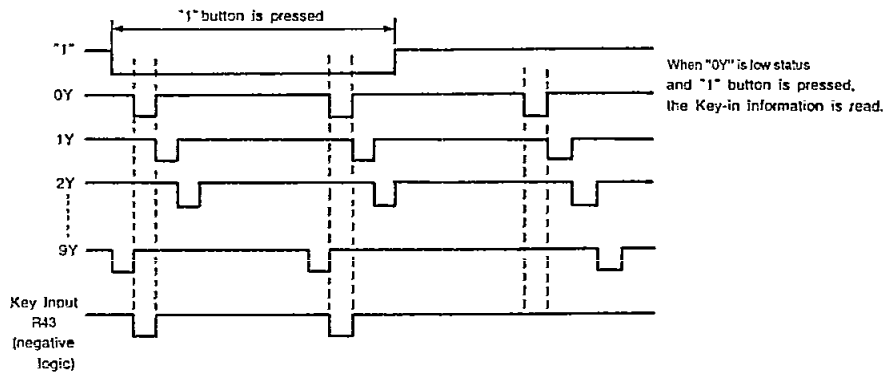 "1" button is pressed
"1"
0Y
1Y
2Y
9Y
Key Input
R43
(negative
logic)
When "0Y" is low status
and "1" button is pressed,
the Key-in information is read.